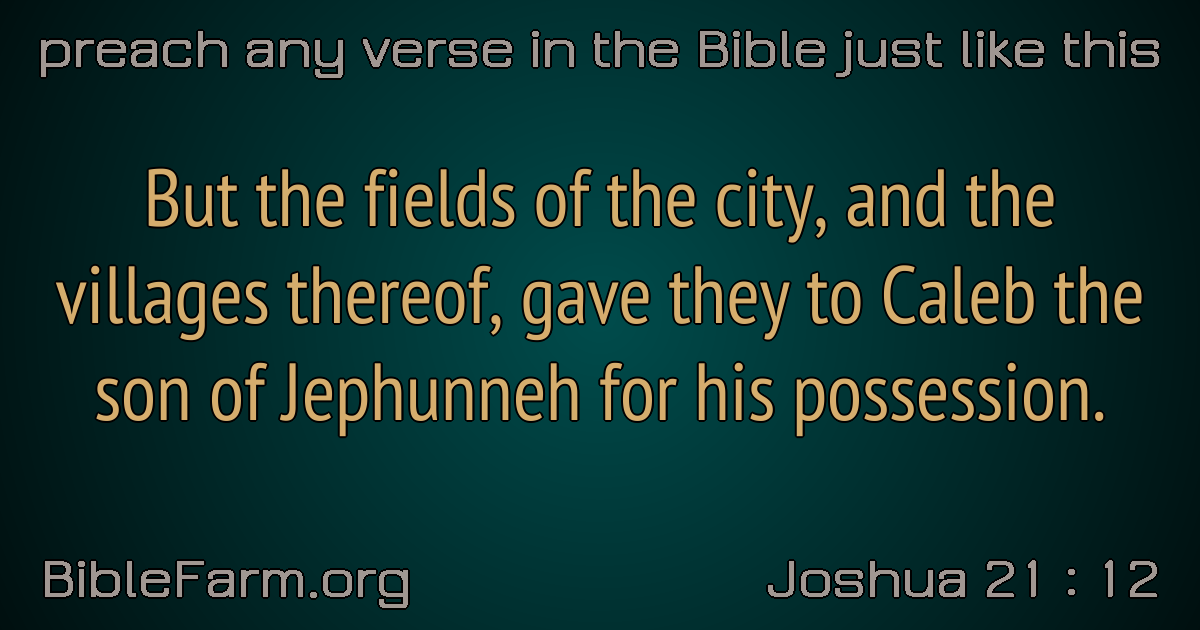 preach any verse in the Bible just like this
But the fields of the city, and the
villages thereof, gave they to Caleb the
son of Jephunneh for his possession.
BibleFarm.org
Joshua 21 : 12